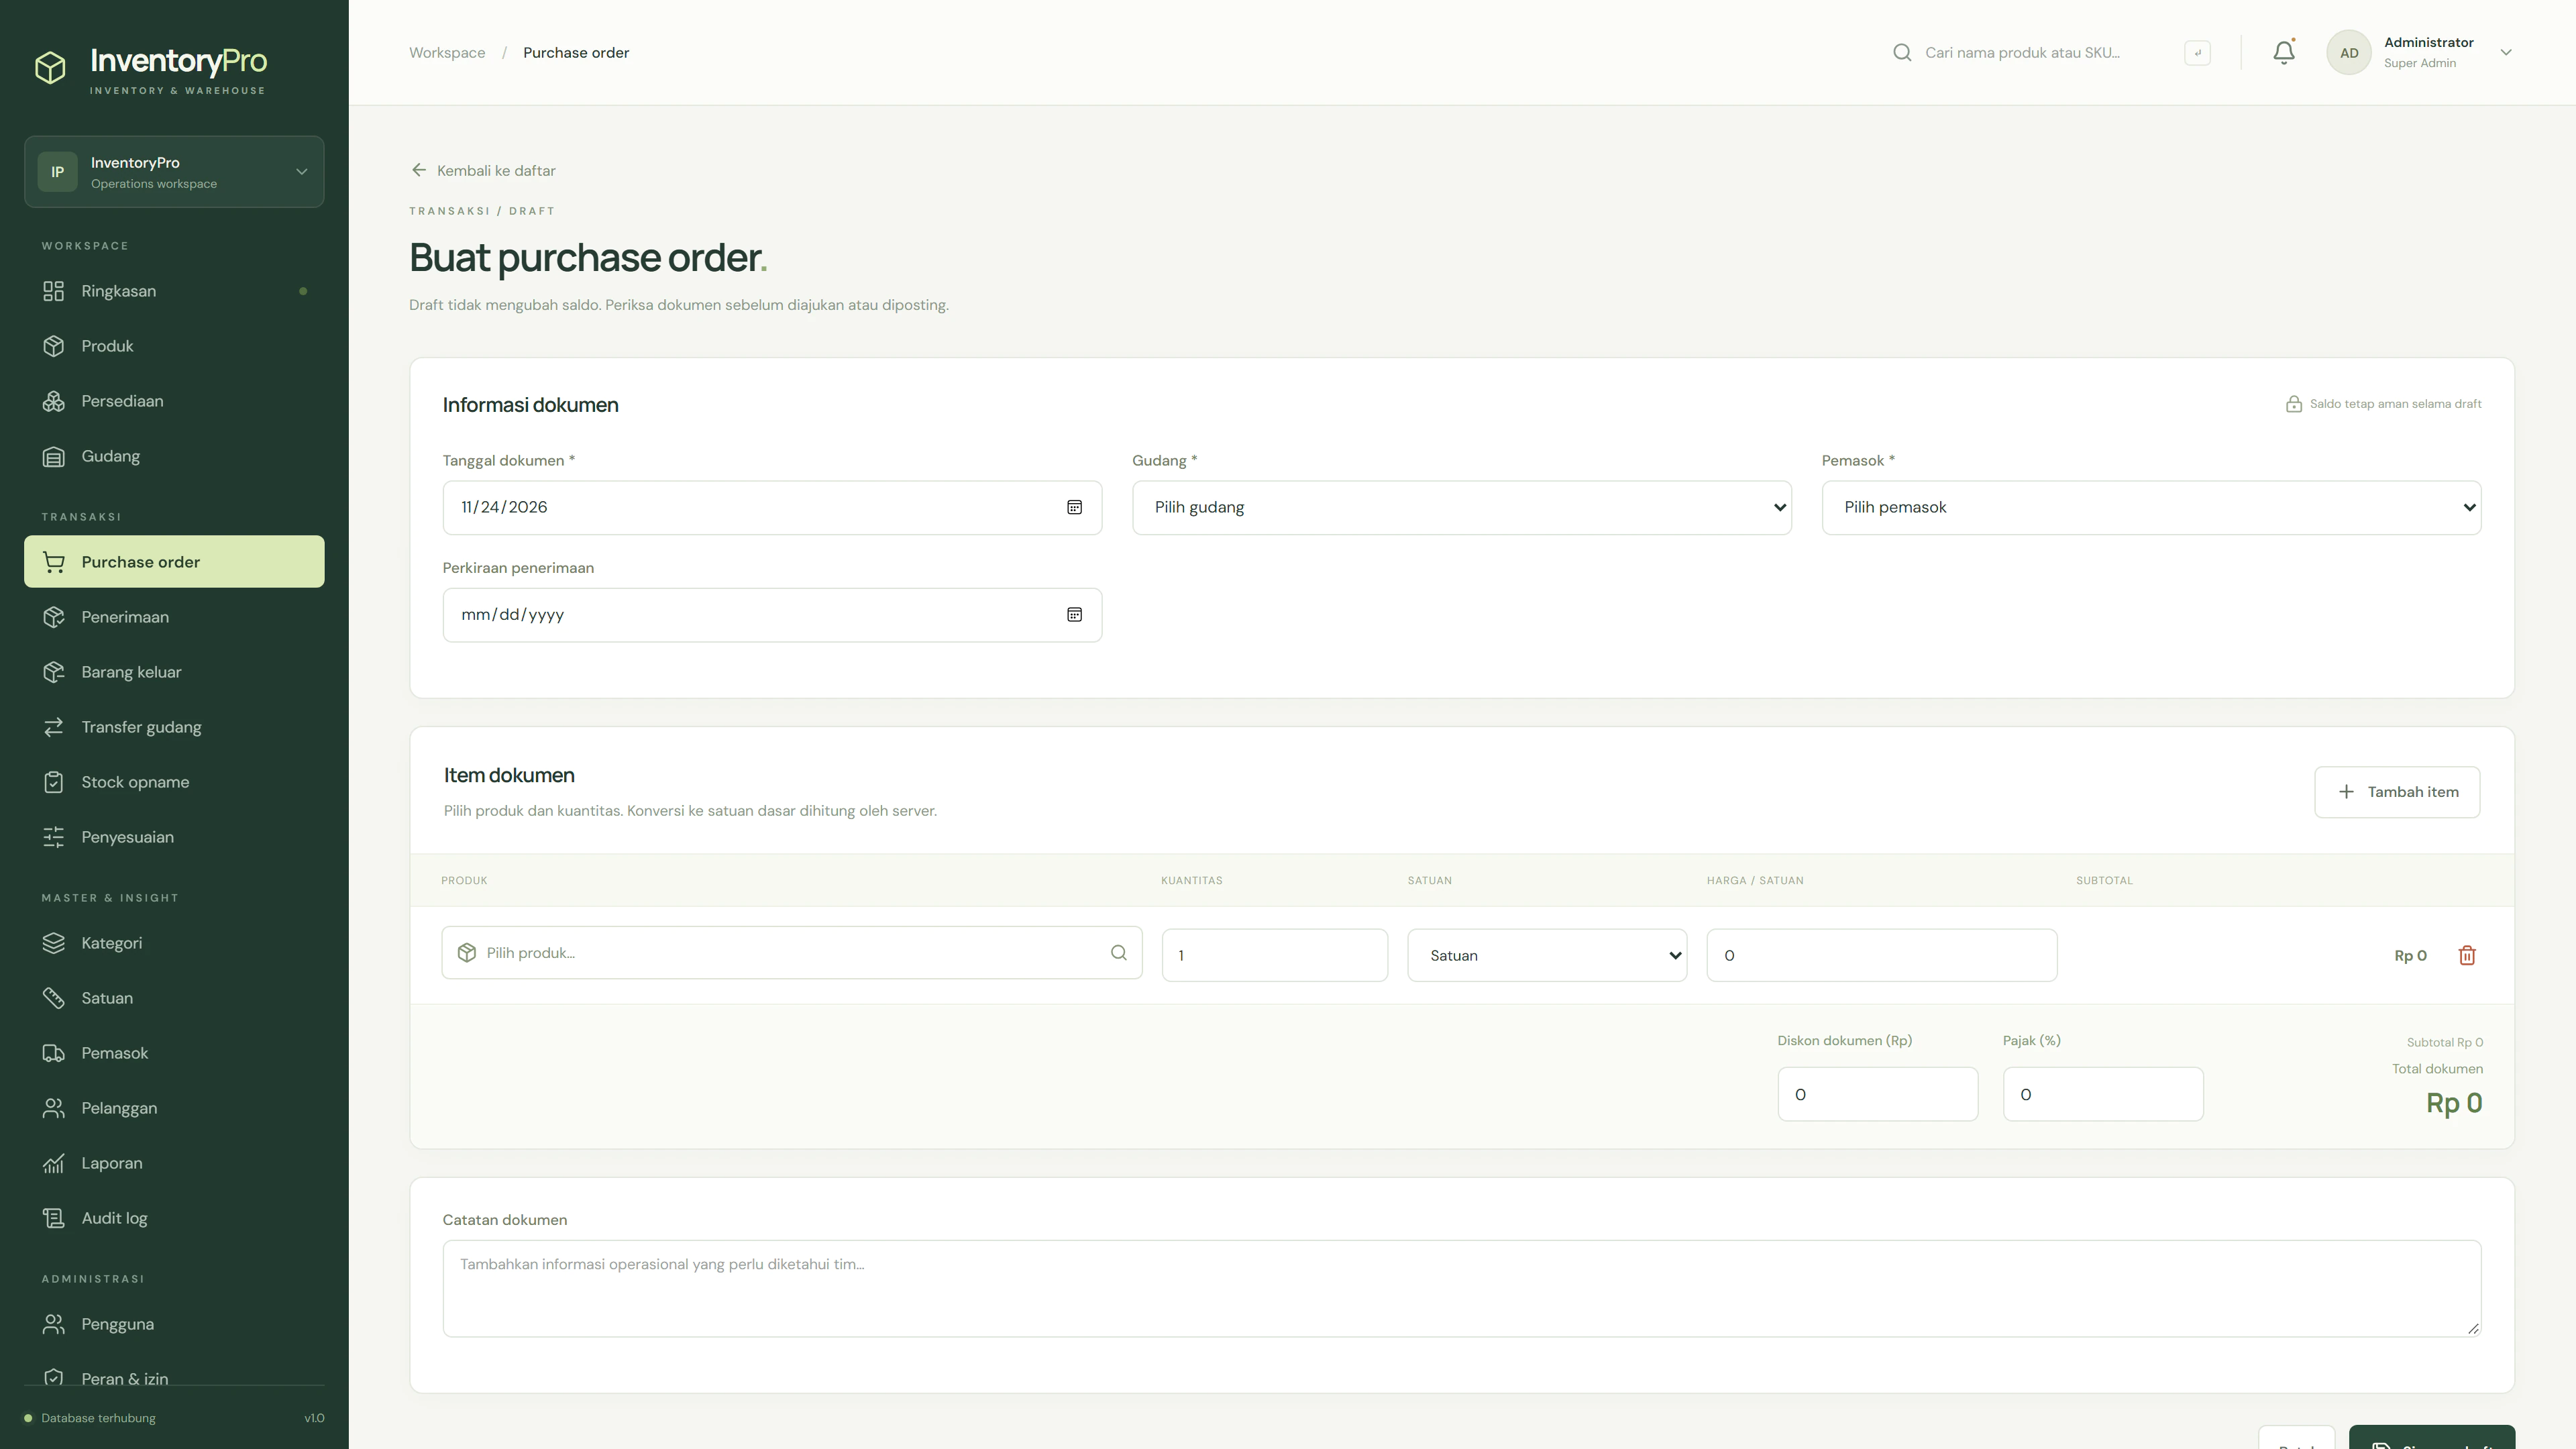 InventoryPro
INVENTORY & WAREHOUSE
IP
InventoryPro
Operations workspace
WORKSPACE
Ringkasan
Produk
Persediaan
Gudang
TRANSAKSI
Purchase order
Penerimaan
Barang keluar
Transfer gudang
Stock opname
Penyesuaian
MASTER & INSIGHT
Kategori
Satuan
Pemasok
Pelanggan
Laporan
Audit log
ADMINISTRASI
Pengguna
Peran & izin
Database terhubung v1.0
Workspace / Purchase order
Cari nama produk atau SKU...
AD
Administrator
Super Admin
Kembali ke daftar
TRANSAKSI / DRAFT
Buat purchase order.
Draft tidak mengubah saldo. Periksa dokumen sebelum diajukan atau diposting.
Informasi dokumen
Saldo tetap aman selama draft
Tanggal dokumen * Gudang * Pemasok *
11/24/2026 Pilih gudang Pilih pemasok
Perkiraan penerimaan
mm/dd/yyyy
Item dokumen
Pilih produk dan kuantitas. Konversi ke satuan dasar dihitung oleh server.
Tambah item
PRODUK KUANTITAS SATUAN HARGA / SATUAN SUBTOTAL
Pilih produk... 1 Satuan 0 Rp 0
Diskon dokumen (Rp) Pajak (%)
0 0
Subtotal Rp 0
Total dokumen
Rp 0
Catatan dokumen
Tambahkan informasi operasional yang perlu diketahui tim...